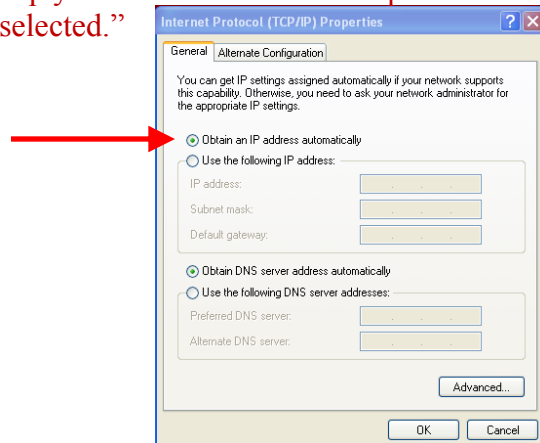 selected.”
Internet Protocol (TCP/IP) Properties
General
Alternate Configuration
You can get IP settings assigned automatically if your network supports
this capability. Otherwise, you need to ask your network administrator for
the appropriate IP settings.
Obtain an IP address automatically
Use the following IP address:
IP address:
Subnet mask:
Default gateway:
Obtain DNS server address automatically
Use the following DNS server addresses:
Preferred DNS server:
Alternate DNS server:
Advanced...
OK
Cancel